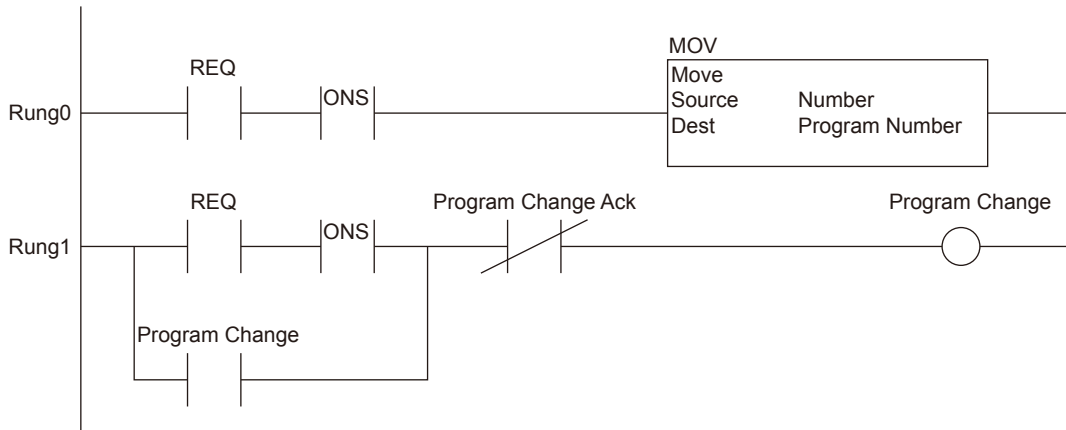 MOV
REQ
Move
Rung0
ONS
Source Number
Dest Program Number
REQ
Program Change Ack
Program Change
Rung1
ONS
Program Change